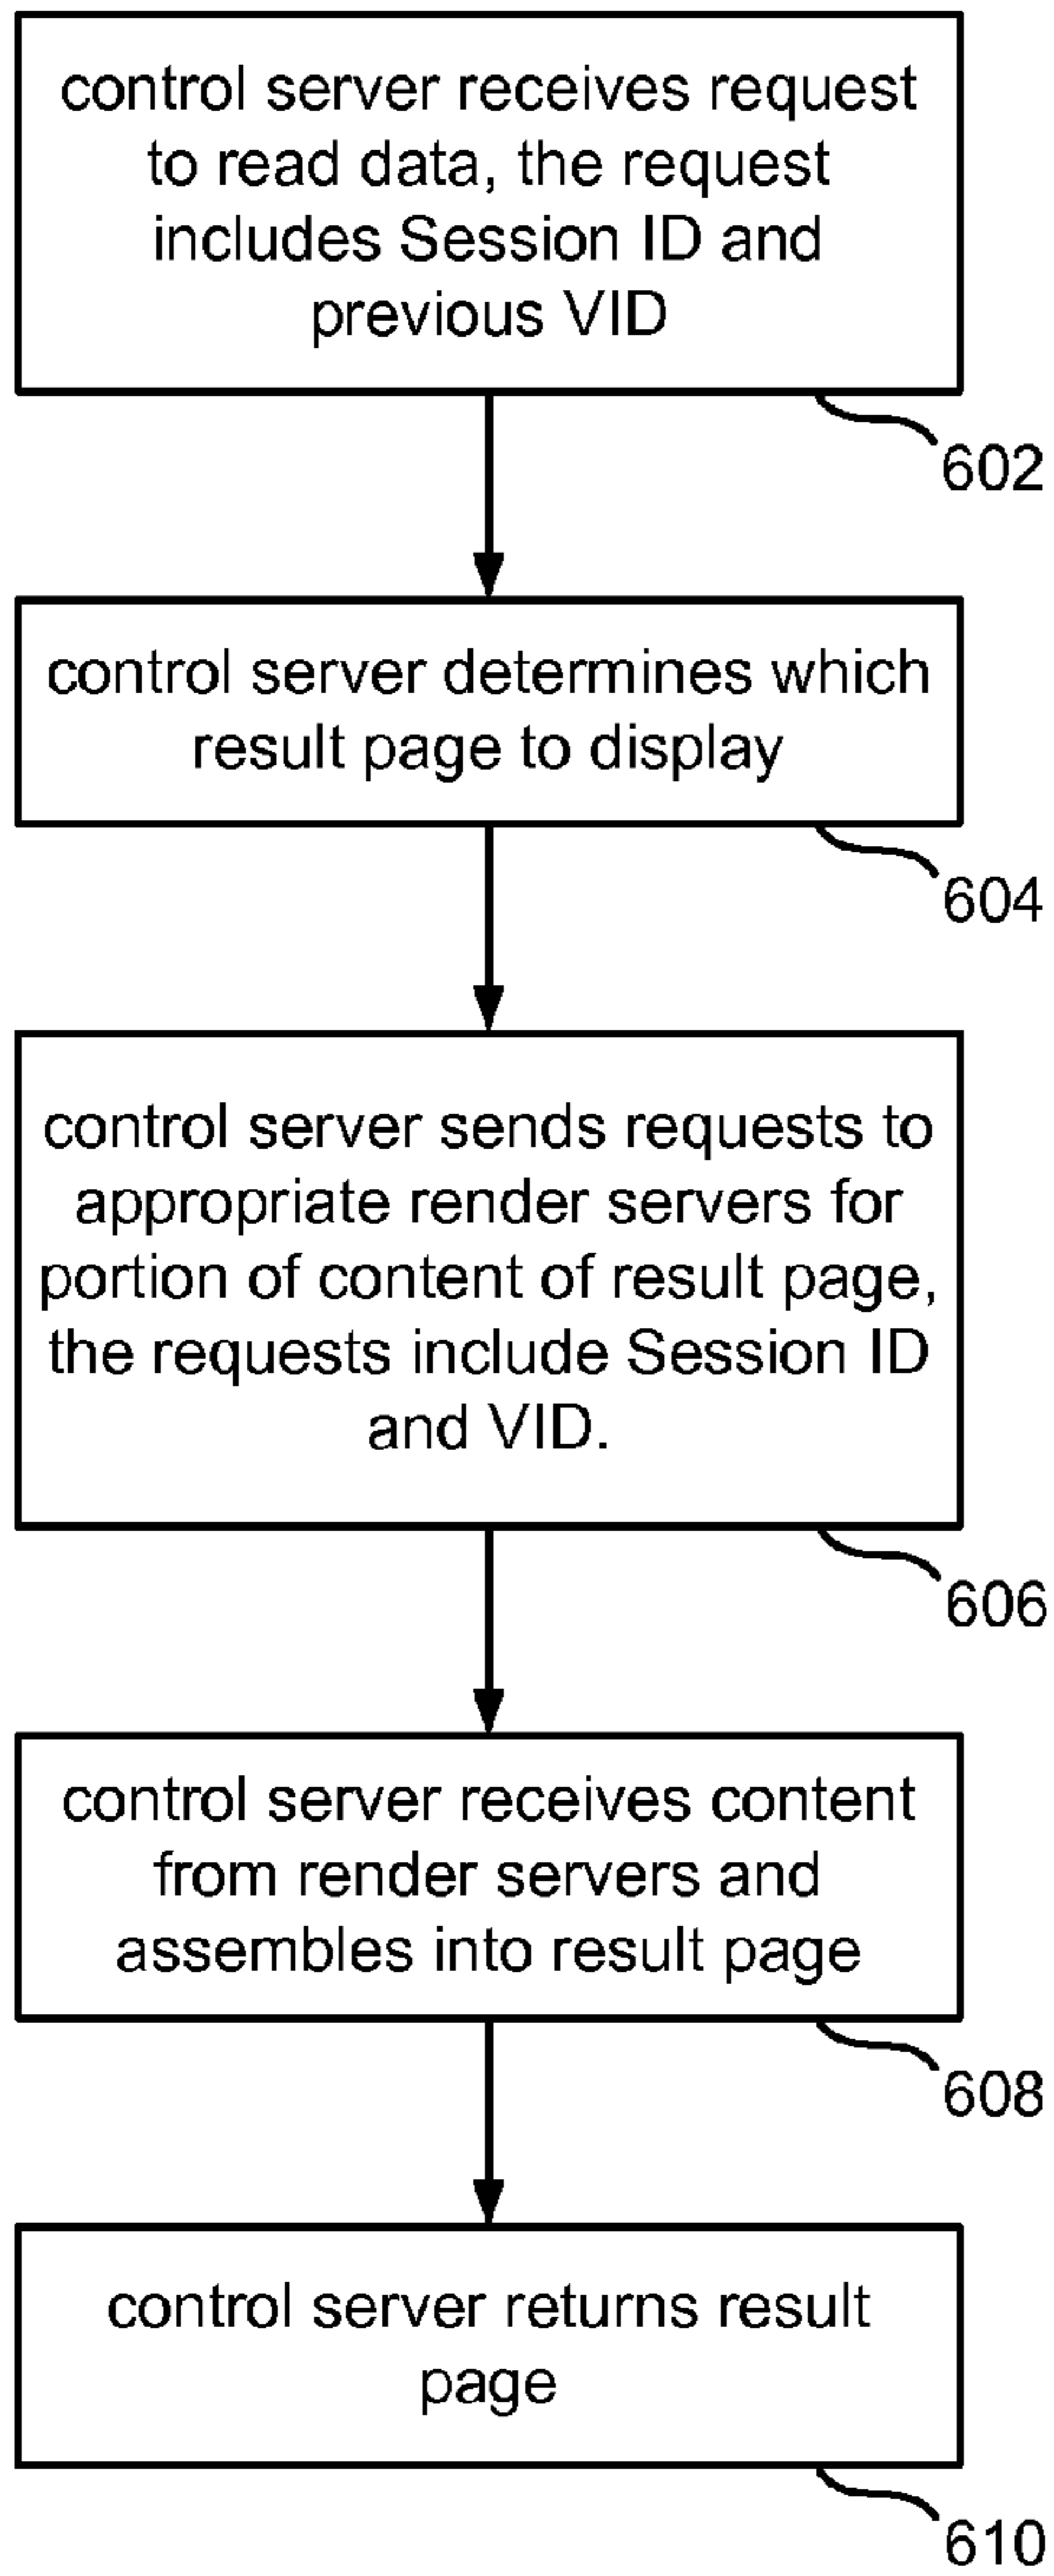 control server receives request
to read data, the request
includes Session ID and
previous VID
602
control server determines which
result page to display
604
control server sends requests to
appropriate render servers for
portion of content of result page,
the requests include Session ID
and VID.
606
control server receives content
from render servers and
assembles into result page
608
control server returns result
page
610